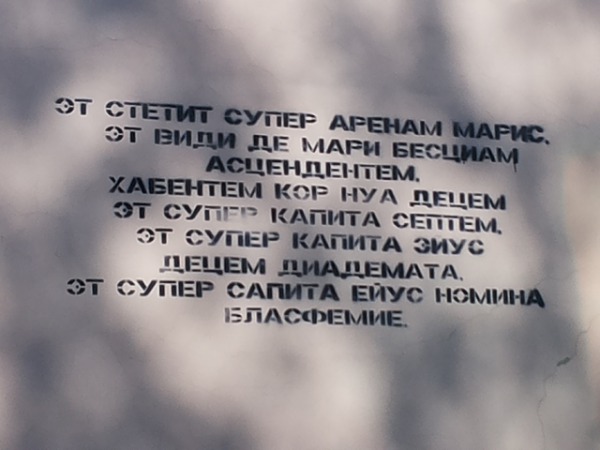 ЭТ СТЕТИТ СУПЕР АРЕНАМ МАРИС.
ЭТ ВИДИ ДЕ МАРИ БЕСЦИАМ
АСЦЕНДЕНТЕМ,
ХАБЕНТЕМ КОР НУА ДЕЦЕМ
ЭТ СУПЕР КАПИТА СЕПТЕМ,
ЭТ СУПЕР КАПИТА ЭЙУС
ДЕЦЕМ ДИАДЕМАТА,
ЭТ СУПЕР САПИТА ЕЙУС НОМИНА
БЛАСФЕМИЕ.